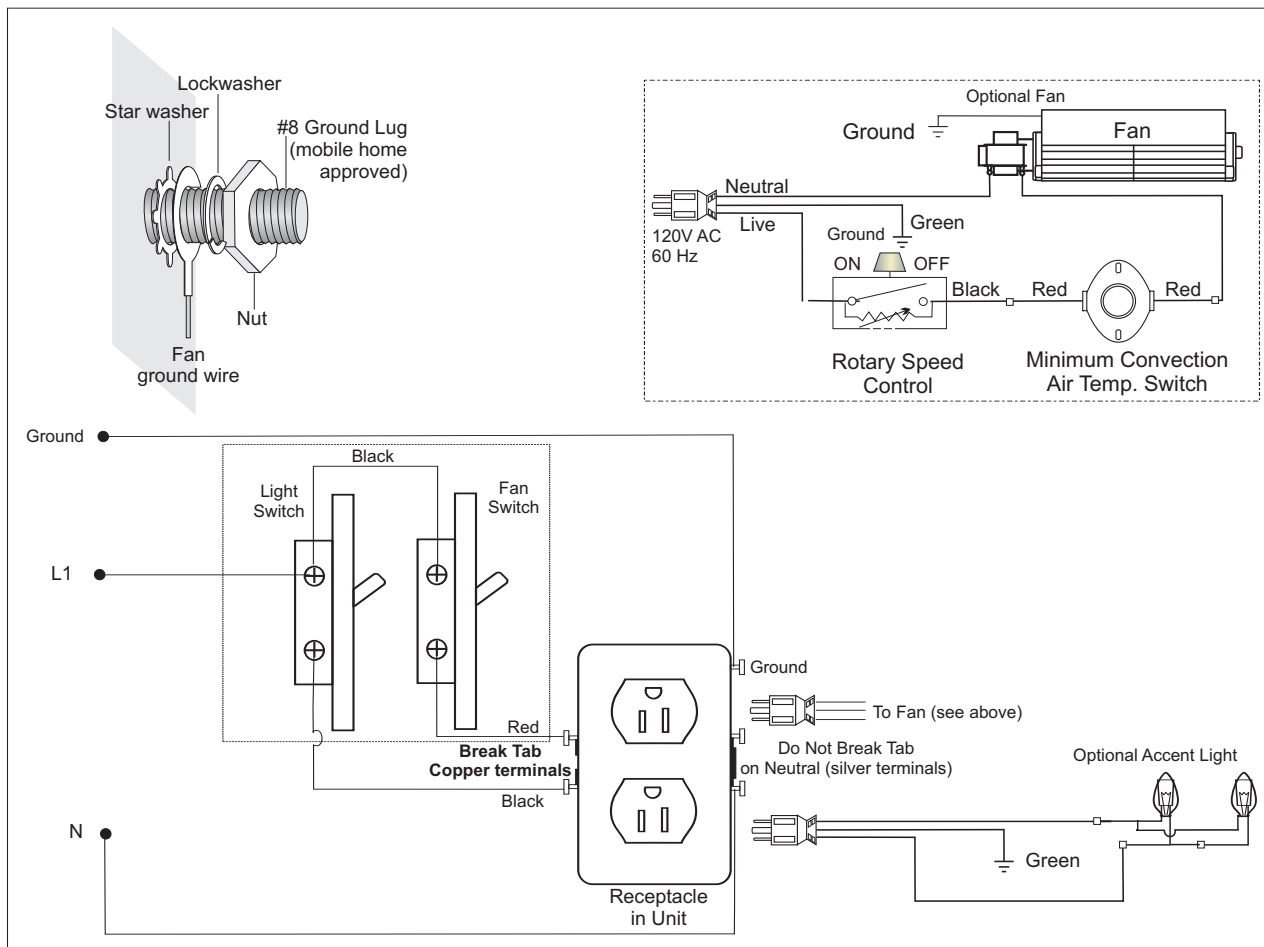 Lockwasher
Star washer
#8 Ground Lug
(mobile home
approved)
Nut
Fan
ground wire
Optional Fan
Ground
Fan
Neutral
Live
Green
120V AC
60 Hz
Ground
ON
OFF
Black
Red
Red
Rotary Speed
Control
Minimum Convection
Air Temp. Switch
Ground
Black
Light
Switch
Fan
Switch
L1
Ground
To Fan (see above)
Red
Break Tab
Copper terminals
Do Not Break Tab
on Neutral (silver terminals)
Optional Accent Light
Black
N
Green
Receptacle
in Unit